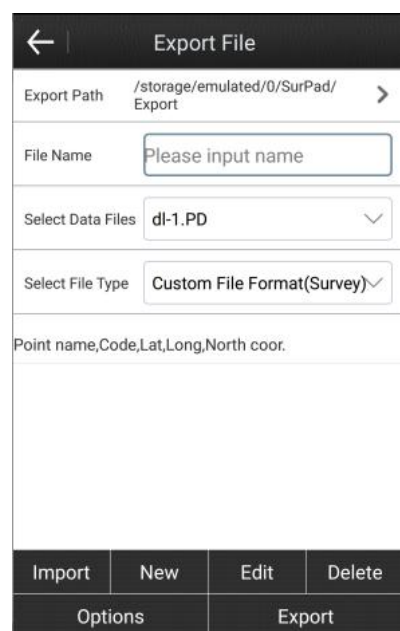 Export File
Export Path /storage/emulated/0/SurPad/
Export
File Name Please input name
Select Data Files dl-1.PD
Select File Type Custom File Format(Survey)
Point name,Code,Lat,Long,North coor.
Import New Edit Delete
Options Export